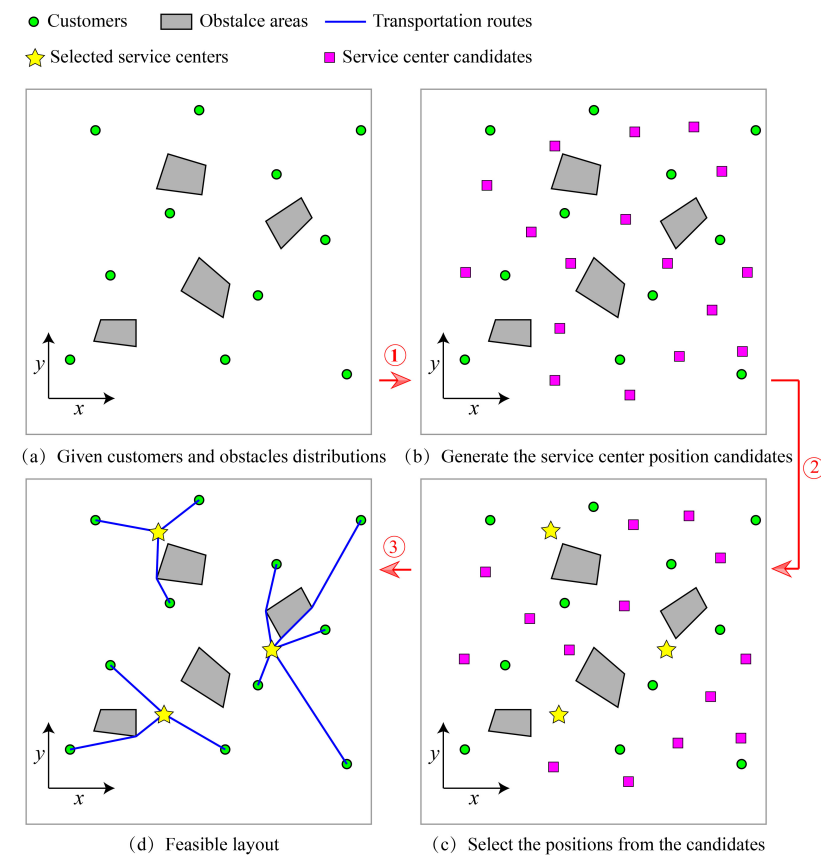 Customers Obstalce areas Transportation routes
Selected service centers Service center candidates
y
x
y
x
①
(a) Given customers and obstacles distributions
(b) Generate the service center position candidates
②
③
y
x
y
x
(d) Feasible layout
(c) Select the positions from the candidates